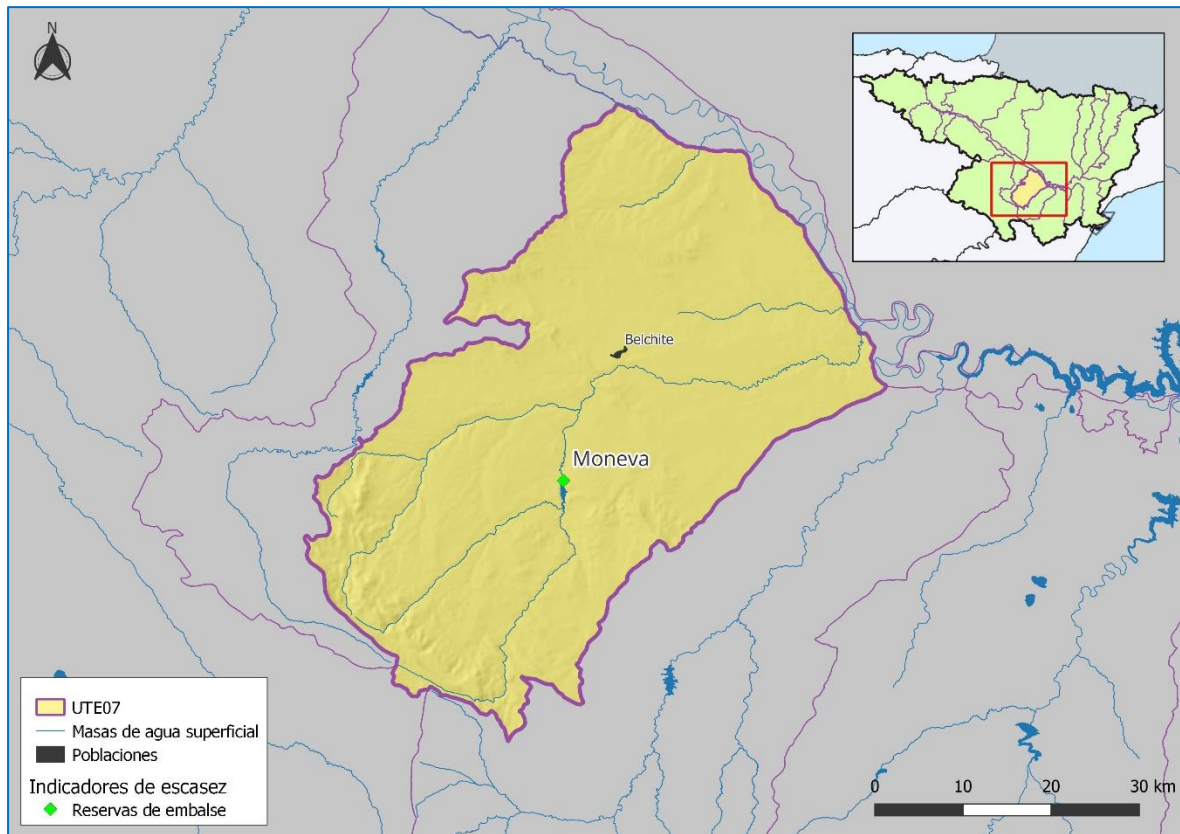 N
Belchite
Moneva
UTE07
Masas de agua superficial
Poblaciones
Indicadores de escasez
Reservas de embalse
0 10 20 30 km